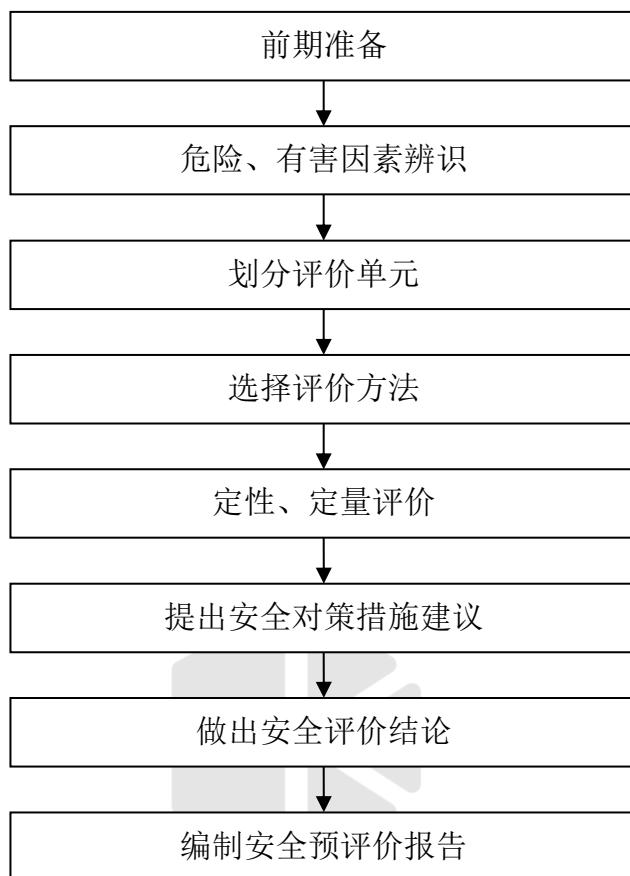 前期准备
危险、有害因素辨识
划分评价单元
选择评价方法
定性、定量评价
提出安全对策措施建议
做出安全评价结论
编制安全预评价报告